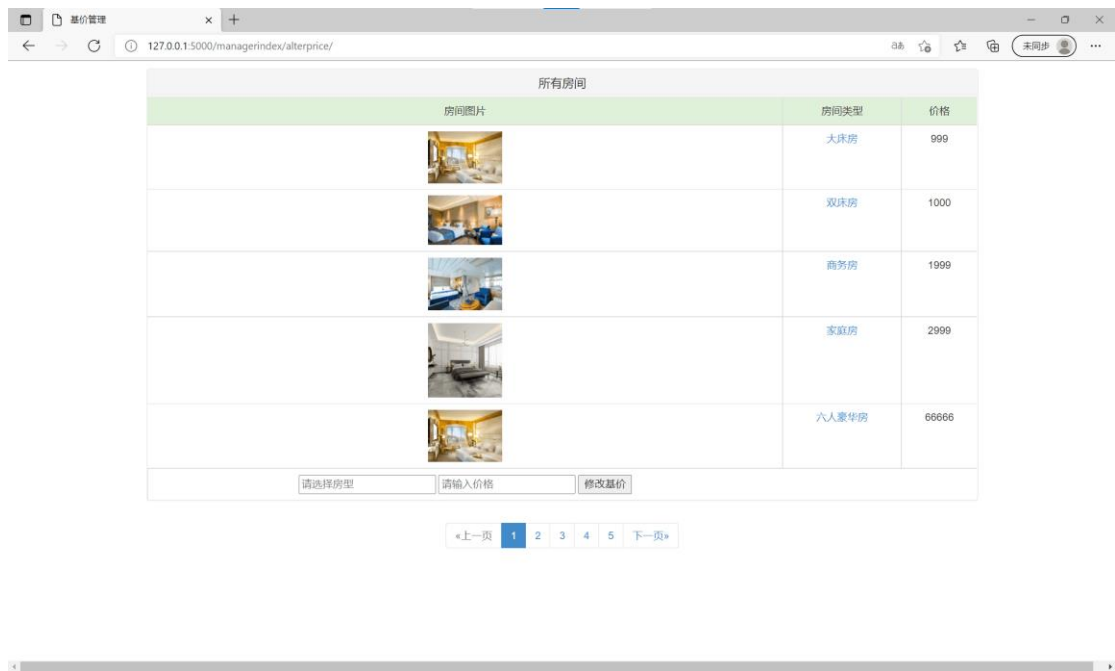 基价管理
127.0.0.1:5000/managerindex/alterprice/
未同步
所有房间
房间图片 房间类型 价格
大床房 999
双床房 1000
商务房 1999
家庭房 2999
六人豪华房 66666
请选择房型 请输入价格 修改基价
«上一页 1 2 3 4 5 下一页»